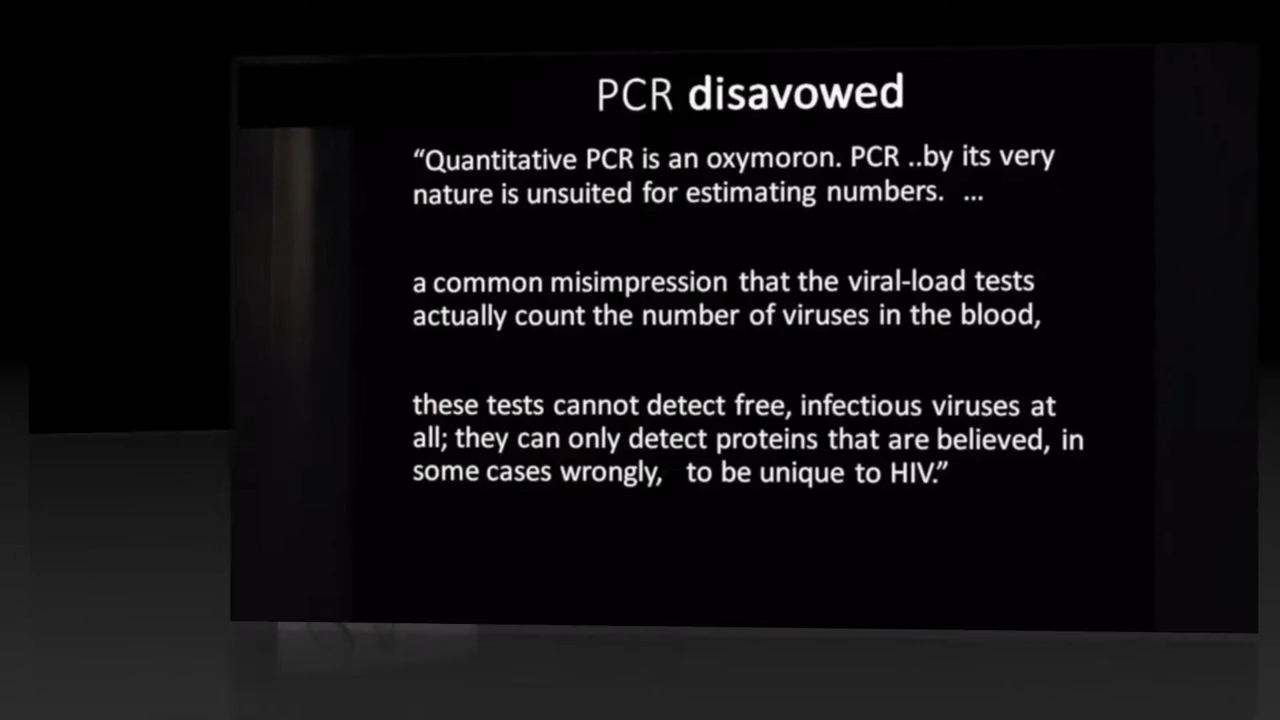 PCR disavowed
“Quantitative PCR is an oxymoron. PCR ..by its very
nature is unsuited for estimating numbers.  ...
a common misimpression that the viral-load tests
actually count the number of viruses in the blood,
these tests cannot detect free, infectious viruses at
all; they can only detect proteins that are believed, in
some cases wrongly,   to be unique to HIV.”